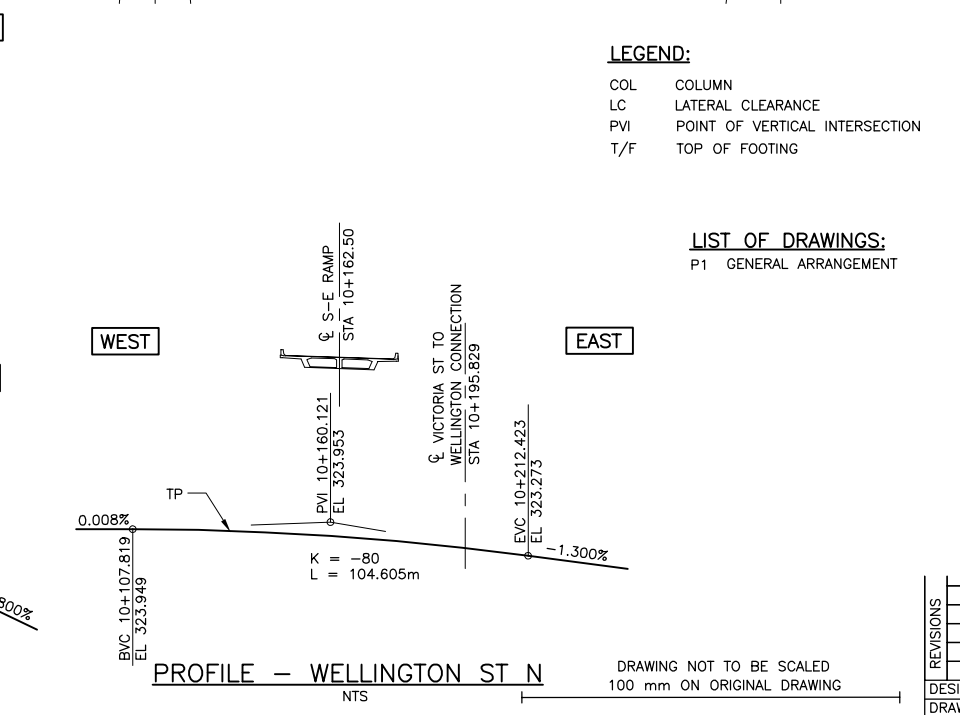 LEGEND:
COL COLUMN
LC LATERAL CLEARANCE
PVI POINT OF VERTICAL INTERSECTION
T/F TOP OF FOOTING
LIST OF DRAWINGS:
P1 GENERAL ARRANGEMENT
WEST
EAST
℄ S-E RAMP
STA 10+162.50
℄ VICTORIA ST TO
WELLINGTON CONNECTION
STA 10+195.829
PVI 10+160.121
EL 323.953
EVC 10+212.423
EL 323.273
TP
0.008%
-1.300%
K = -80
L = 104.605m
BVC 10+107.819
EL 323.949
800%
PROFILE - WELLINGTON ST N
NTS
DRAWING NOT TO BE SCALED
100 mm ON ORIGINAL DRAWING
REVISIONS
DESI
DRAW